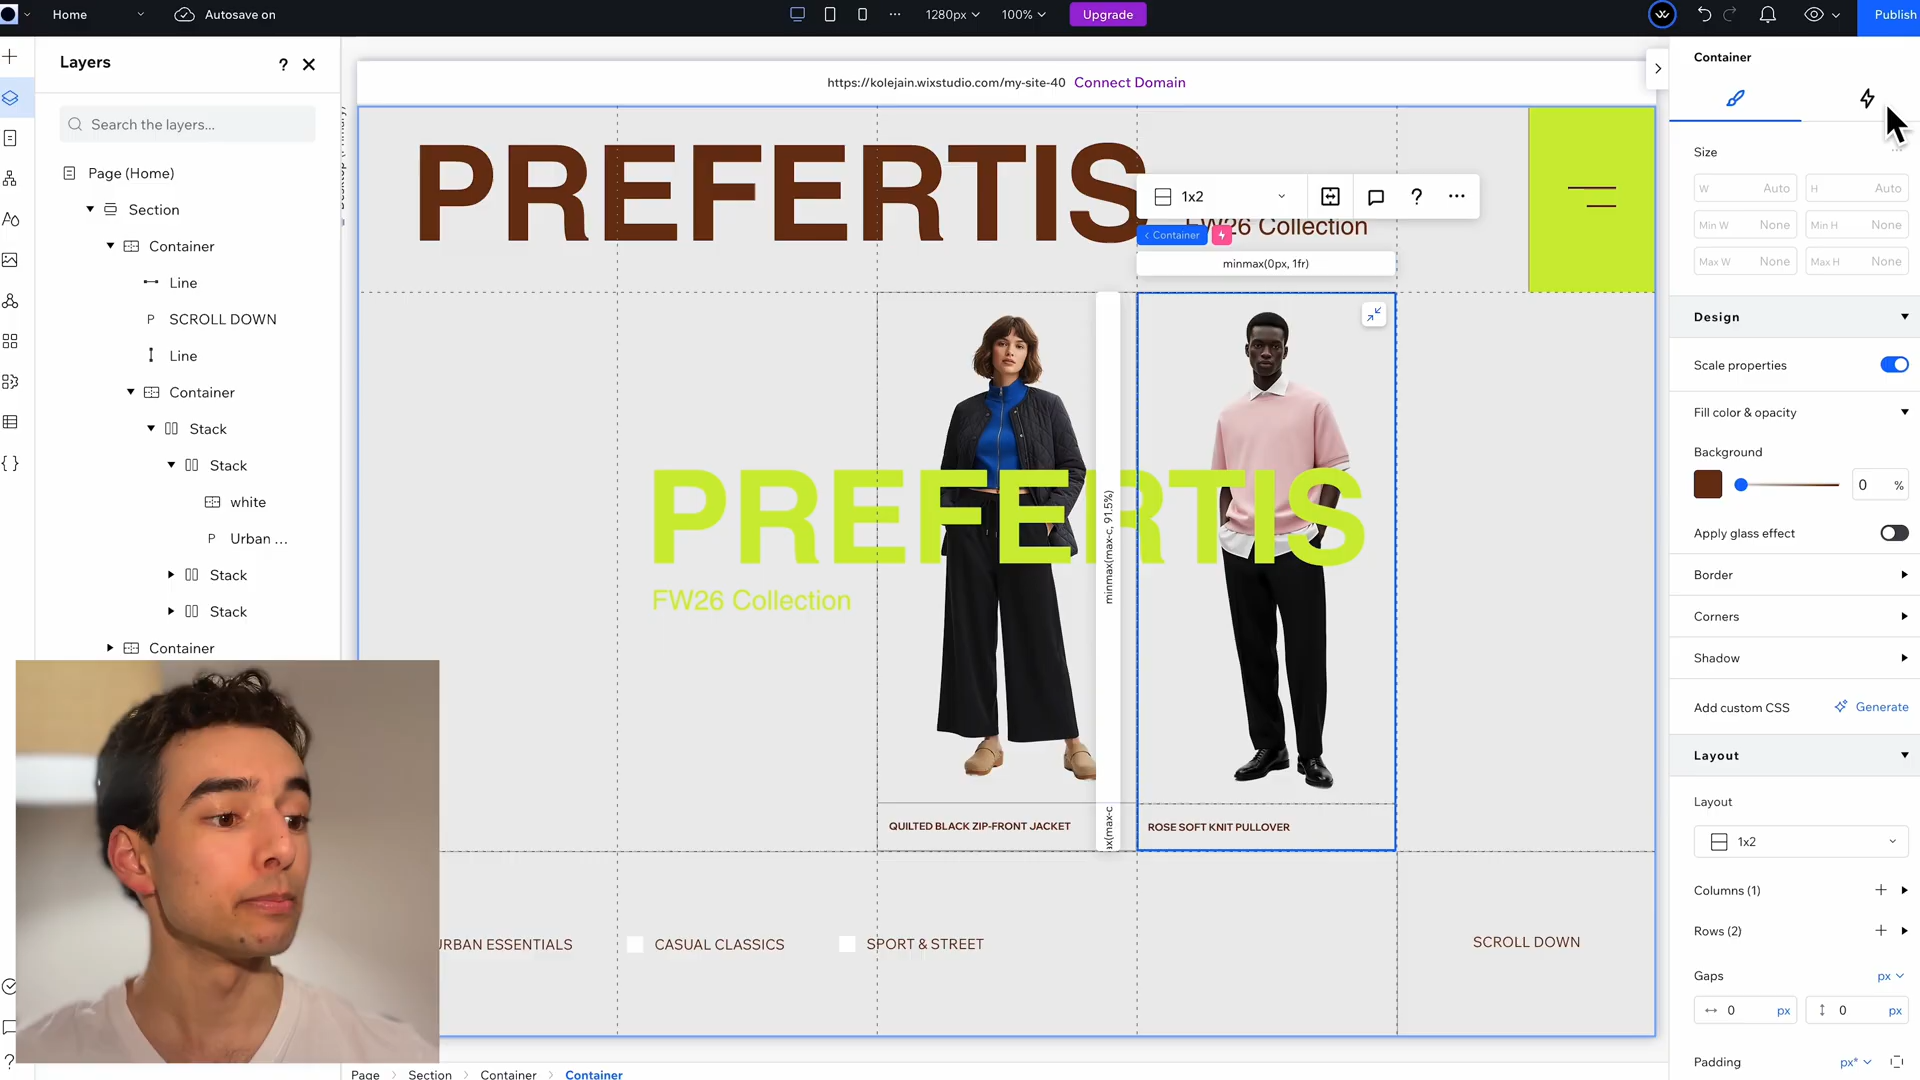 Home
Autosave on
1280px
100%
Upgrade
Publish
Layers
?
Search the layers...
Page (Home)
Section
Container
Line
P SCROLL DOWN
Line
Container
Stack
Stack
white
P Urban ...
Stack
Stack
Container
https://kolejain.wixstudio.com/my-site-40 Connect Domain
PREFERTIS
FW26 Collection
1x2
?
< Container
minmax(0px, 1fr)
minmax(max-c, 91.5%)
PREFERTIS
FW26 Collection
QUILTED BLACK ZIP-FRONT JACKET
ROSE SOFT KNIT PULLOVER
URBAN ESSENTIALS
CASUAL CLASSICS
SPORT & STREET
SCROLL DOWN
Page > Section > Container > Container
Container
Size
W Auto
H Auto
Min W None
Min H None
Max W None
Max H None
Design
Scale properties
Fill color & opacity
Background
0 %
Apply glass effect
Border
Corners
Shadow
Add custom CSS
Generate
Layout
Layout
1x2
Columns (1)
Rows (2)
Gaps
px
0 px
0 px
Padding
px*